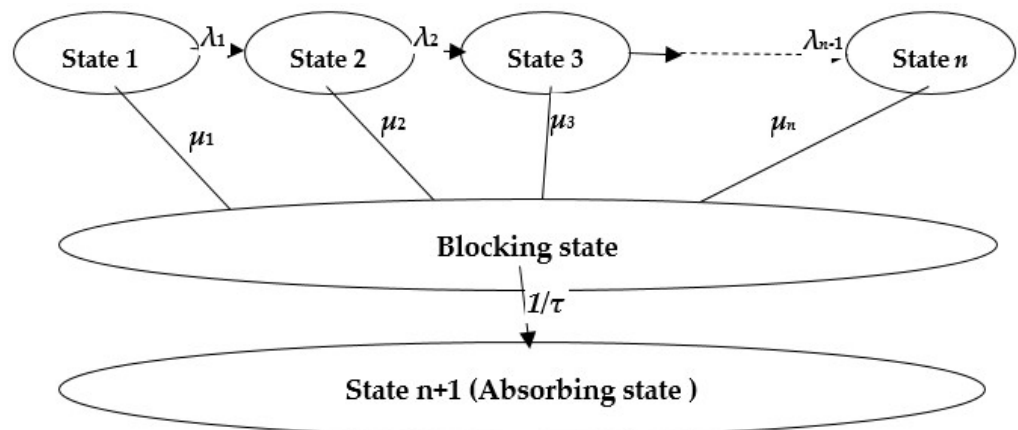 λ1 λ2 λn-1
State 1 State 2 State 3 State n
μ1 μ2 μ3 μn
Blocking state
1/τ
State n+1 (Absorbing state )